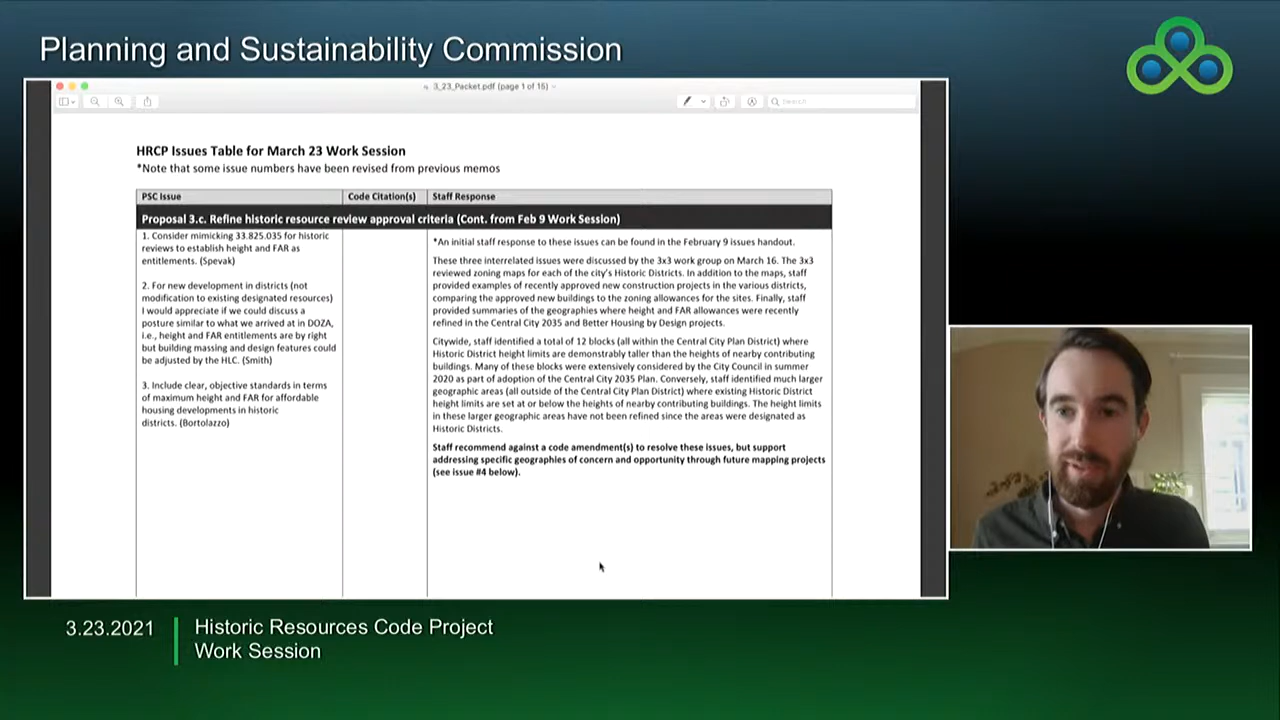 Planning and Sustainability Commission
3_23_Packet.pdf (page 1 of 15)
Search
HRCP Issues Table for March 23 Work Session
*Note that some issue numbers have been revised from previous memos
PSC Issue
Code Citation(s)
Staff Response
Proposal 3.c. Refine historic resource review approval criteria (Cont. from Feb 9 Work Session)
1. Consider mimicking 33.825.035 for historic
reviews to establish height and FAR as
entitlements. (Spevak)
2. For new development in districts (not
modification to existing designated resources)
I would appreciate if we could discuss a
posture similar to what we arrived at in DOZA,
i.e., height and FAR entitlements are by right
but building massing and design features could
be adjusted by the HLC. (Smith)
3. Include clear, objective standards in terms
of maximum height and FAR for affordable
housing developments in historic
districts. (Bortolazzo)
*An initial staff response to these issues can be found in the February 9 issues handout.
These three interrelated issues were discussed by the 3x3 work group on March 16. The 3x3
reviewed zoning maps for each of the city's Historic Districts. In addition to the maps, staff
provided examples of recently approved new construction projects in the various districts,
comparing the approved new buildings to the zoning allowances for the sites. Finally, staff
provided summaries of the geographies where height and FAR allowances were recently
refined in the Central City 2035 and Better Housing by Design projects.
Citywide, staff identified a total of 12 blocks (all within the Central City Plan District) where
Historic District height limits are demonstrably taller than the heights of nearby contributing
buildings. Many of these blocks were extensively considered by the City Council in summer
2020 as part of adoption of the Central City 2035 Plan. Conversely, staff identified much larger
geographic areas (all outside of the Central City Plan District) where existing Historic District
height limits are set at or below the heights of nearby contributing buildings. The height limits
in these larger geographic areas have not been refined since the areas were designated as
Historic Districts.
Staff recommend against a code amendment(s) to resolve these issues, but support
addressing specific geographies of concern and opportunity through future mapping projects
(see issue #4 below).
3.23.2021
Historic Resources Code Project
Work Session